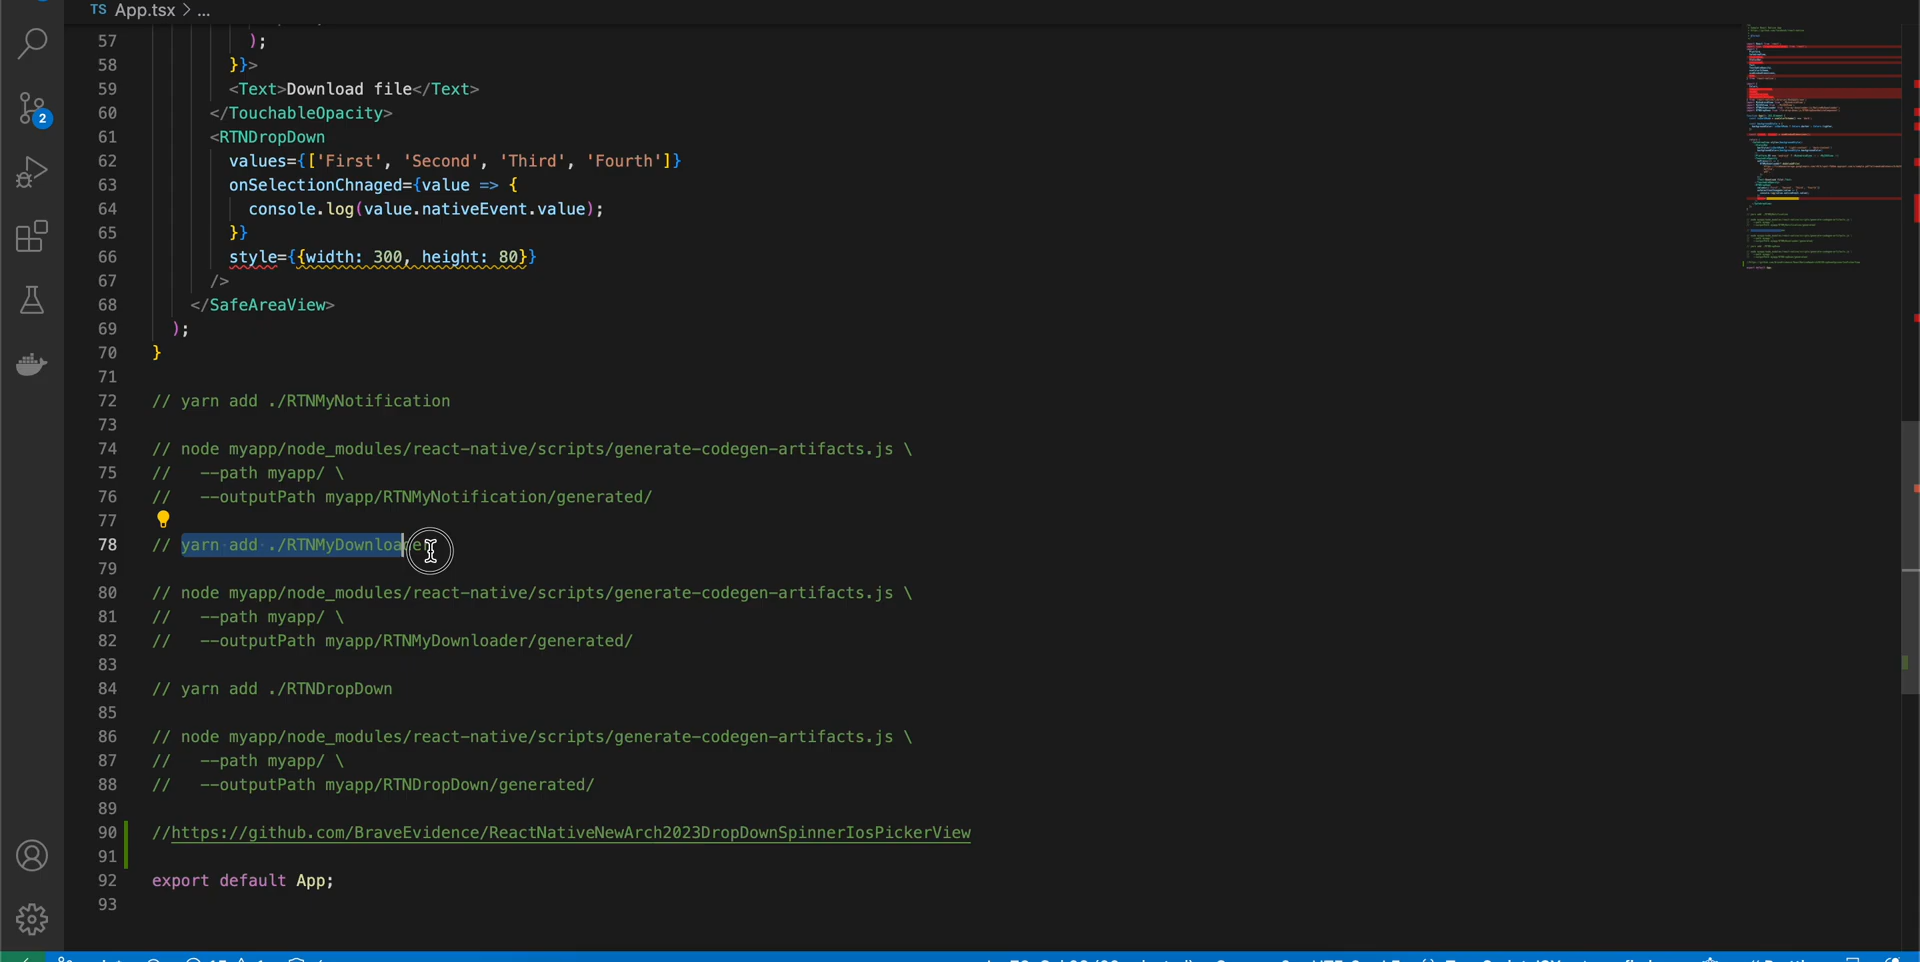 TS App.tsx > ...
57 );
58 }}>
59 <Text>Download file</Text>
60 </TouchableOpacity>
61 <RTNDropDown
62 values={['First', 'Second', 'Third', 'Fourth']}
63 onSelectionChnaged={value => {
64 console.log(value.nativeEvent.value);
65 }}
66 style={{width: 300, height: 80}}
67 />
68 </SafeAreaView>
69 );
70 }
71
72 // yarn add ./RTNMyNotification
73
74 // node myapp/node_modules/react-native/scripts/generate-codegen-artifacts.js \
75 // --path myapp/ \
76 // --outputPath myapp/RTNMyNotification/generated/
77
78 // yarn add ./RTNMyDownloader
79
80 // node myapp/node_modules/react-native/scripts/generate-codegen-artifacts.js \
81 // --path myapp/ \
82 // --outputPath myapp/RTNMyDownloader/generated/
83
84 // yarn add ./RTNDropDown
85
86 // node myapp/node_modules/react-native/scripts/generate-codegen-artifacts.js \
87 // --path myapp/ \
88 // --outputPath myapp/RTNDropDown/generated/
89
90 //https://github.com/BraveEvidence/ReactNativeNewArch2023DropDownSpinnerIosPickerView
91
92 export default App;
93
2